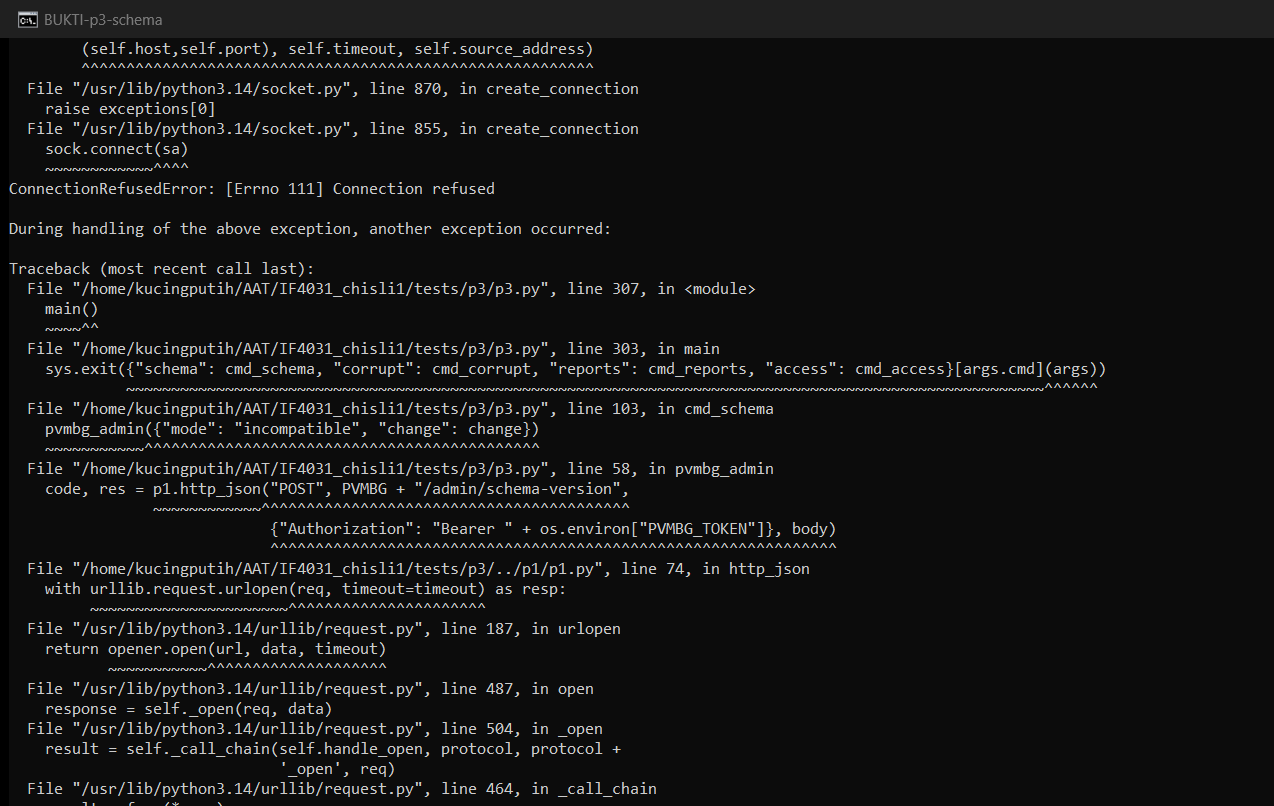 BUKTI-p3-schema
(self.host,self.port), self.timeout, self.source_address)
^^^^^^^^^^^^^^^^^^^^^^^^^^^^^^^^^^^^^^^^^^^^^^^^^^^^^^^^^
File "/usr/lib/python3.14/socket.py", line 870, in create_connection
raise exceptions[0]
File "/usr/lib/python3.14/socket.py", line 855, in create_connection
sock.connect(sa)
~~~~~~~~~~~~^^^^
ConnectionRefusedError: [Errno 111] Connection refused
During handling of the above exception, another exception occurred:
Traceback (most recent call last):
File "/home/kucingputih/AAT/IF4031_chisli1/tests/p3/p3.py", line 307, in <module>
main()
~~~~^^
File "/home/kucingputih/AAT/IF4031_chisli1/tests/p3/p3.py", line 303, in main
sys.exit({"schema": cmd_schema, "corrupt": cmd_corrupt, "reports": cmd_reports, "access": cmd_access}[args.cmd](args))
~~~~~~~~~~~~~~~~~~~~~~~~~~~~~~~~~~~~~~~~~~~~~~~~~~~~~~~~~~~~~~~~~~~~~~~~~~~~~~~~~~~~~~~~~~~~~~~~~~~~~~^^^^^^
File "/home/kucingputih/AAT/IF4031_chisli1/tests/p3/p3.py", line 103, in cmd_schema
pvmbg_admin({"mode": "incompatible", "change": change})
~~~~~~~~~~~^^^^^^^^^^^^^^^^^^^^^^^^^^^^^^^^^^^^^^^^^^^^
File "/home/kucingputih/AAT/IF4031_chisli1/tests/p3/p3.py", line 58, in pvmbg_admin
code, res = p1.http_json("POST", PVMBG + "/admin/schema-version",
~~~~~~~~~~~~^^^^^^^^^^^^^^^^^^^^^^^^^^^^^^^^^^^^^^^^^
{"Authorization": "Bearer " + os.environ["PVMBG_TOKEN"]}, body)
^^^^^^^^^^^^^^^^^^^^^^^^^^^^^^^^^^^^^^^^^^^^^^^^^^^^^^^^^^^^^^^
File "/home/kucingputih/AAT/IF4031_chisli1/tests/p3/../p1/p1.py", line 74, in http_json
with urllib.request.urlopen(req, timeout=timeout) as resp:
~~~~~~~~~~~~~~~~~~~~~~^^^^^^^^^^^^^^^^^^^^^^
File "/usr/lib/python3.14/urllib/request.py", line 187, in urlopen
return opener.open(url, data, timeout)
~~~~~~~~~~~^^^^^^^^^^^^^^^^^^^^
File "/usr/lib/python3.14/urllib/request.py", line 487, in open
response = self._open(req, data)
File "/usr/lib/python3.14/urllib/request.py", line 504, in _open
result = self._call_chain(self.handle_open, protocol, protocol +
'_open', req)
File "/usr/lib/python3.14/urllib/request.py", line 464, in _call_chain